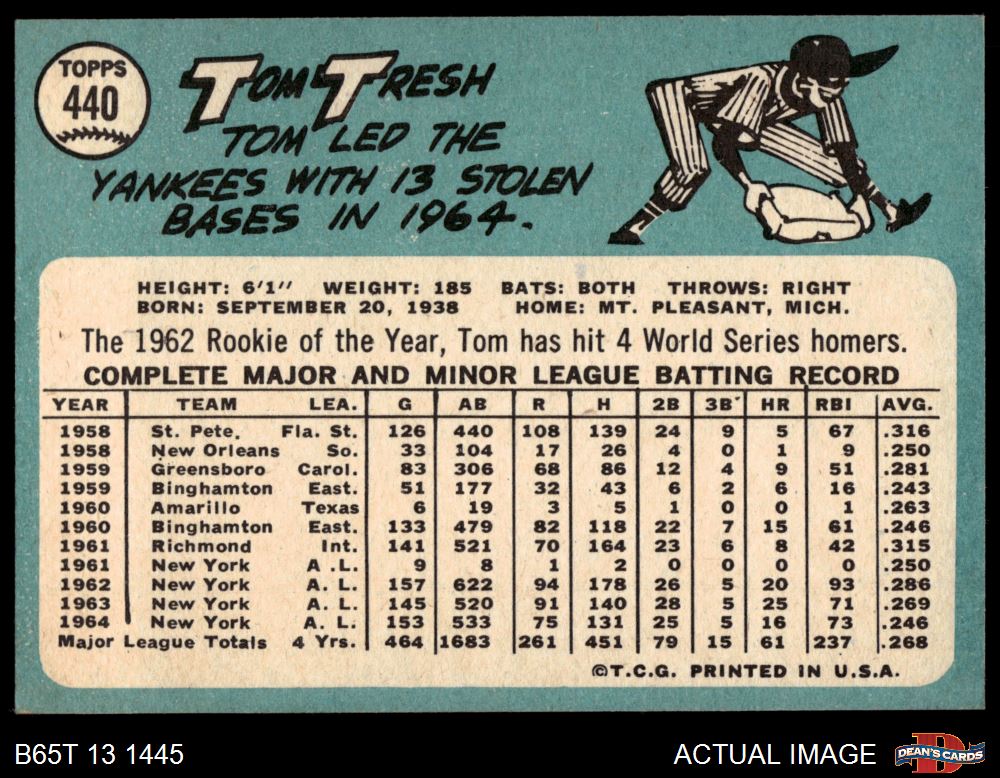 TOPPS
440
TOM TRESH
TOM LED THE
YANKEES WITH 13 STOLEN
BASES IN 1964.
HEIGHT: 6'1" WEIGHT: 185 BATS: BOTH THROWS: RIGHT
BORN: SEPTEMBER 20, 1938 HOME: MT. PLEASANT, MICH.
The 1962 Rookie of the Year, Tom has hit 4 World Series homers.
COMPLETE MAJOR AND MINOR LEAGUE BATTING RECORD
YEAR TEAM LEA. G AB R H 2B 3B HR RBI AVG.
1958 St. Pete. Fla. St. 126 440 108 139 24 9 5 67 .316
1958 New Orleans So. 33 104 17 26 4 0 1 9 .250
1959 Greensboro Carol. 83 306 68 86 12 4 9 51 .281
1959 Binghamton East. 51 177 32 43 6 2 6 16 .243
1960 Amarillo Texas 6 19 3 5 1 0 0 1 .263
1960 Binghamton East. 133 479 82 118 22 7 15 61 .246
1961 Richmond Int. 141 521 70 164 23 6 8 42 .315
1961 New York A .L. 9 8 1 2 0 0 0 0 .250
1962 New York A. L. 157 622 94 178 26 5 20 93 .286
1963 New York A. L. 145 520 91 140 28 5 25 71 .269
1964 New York A. L. 153 533 75 131 25 5 16 73 .246
Major League Totals 4 Yrs. 464 1683 261 451 79 15 61 237 .268
©T.C.G. PRINTED IN U.S.A.
B65T 13 1445 ACTUAL IMAGE
DEAN'S CARDS